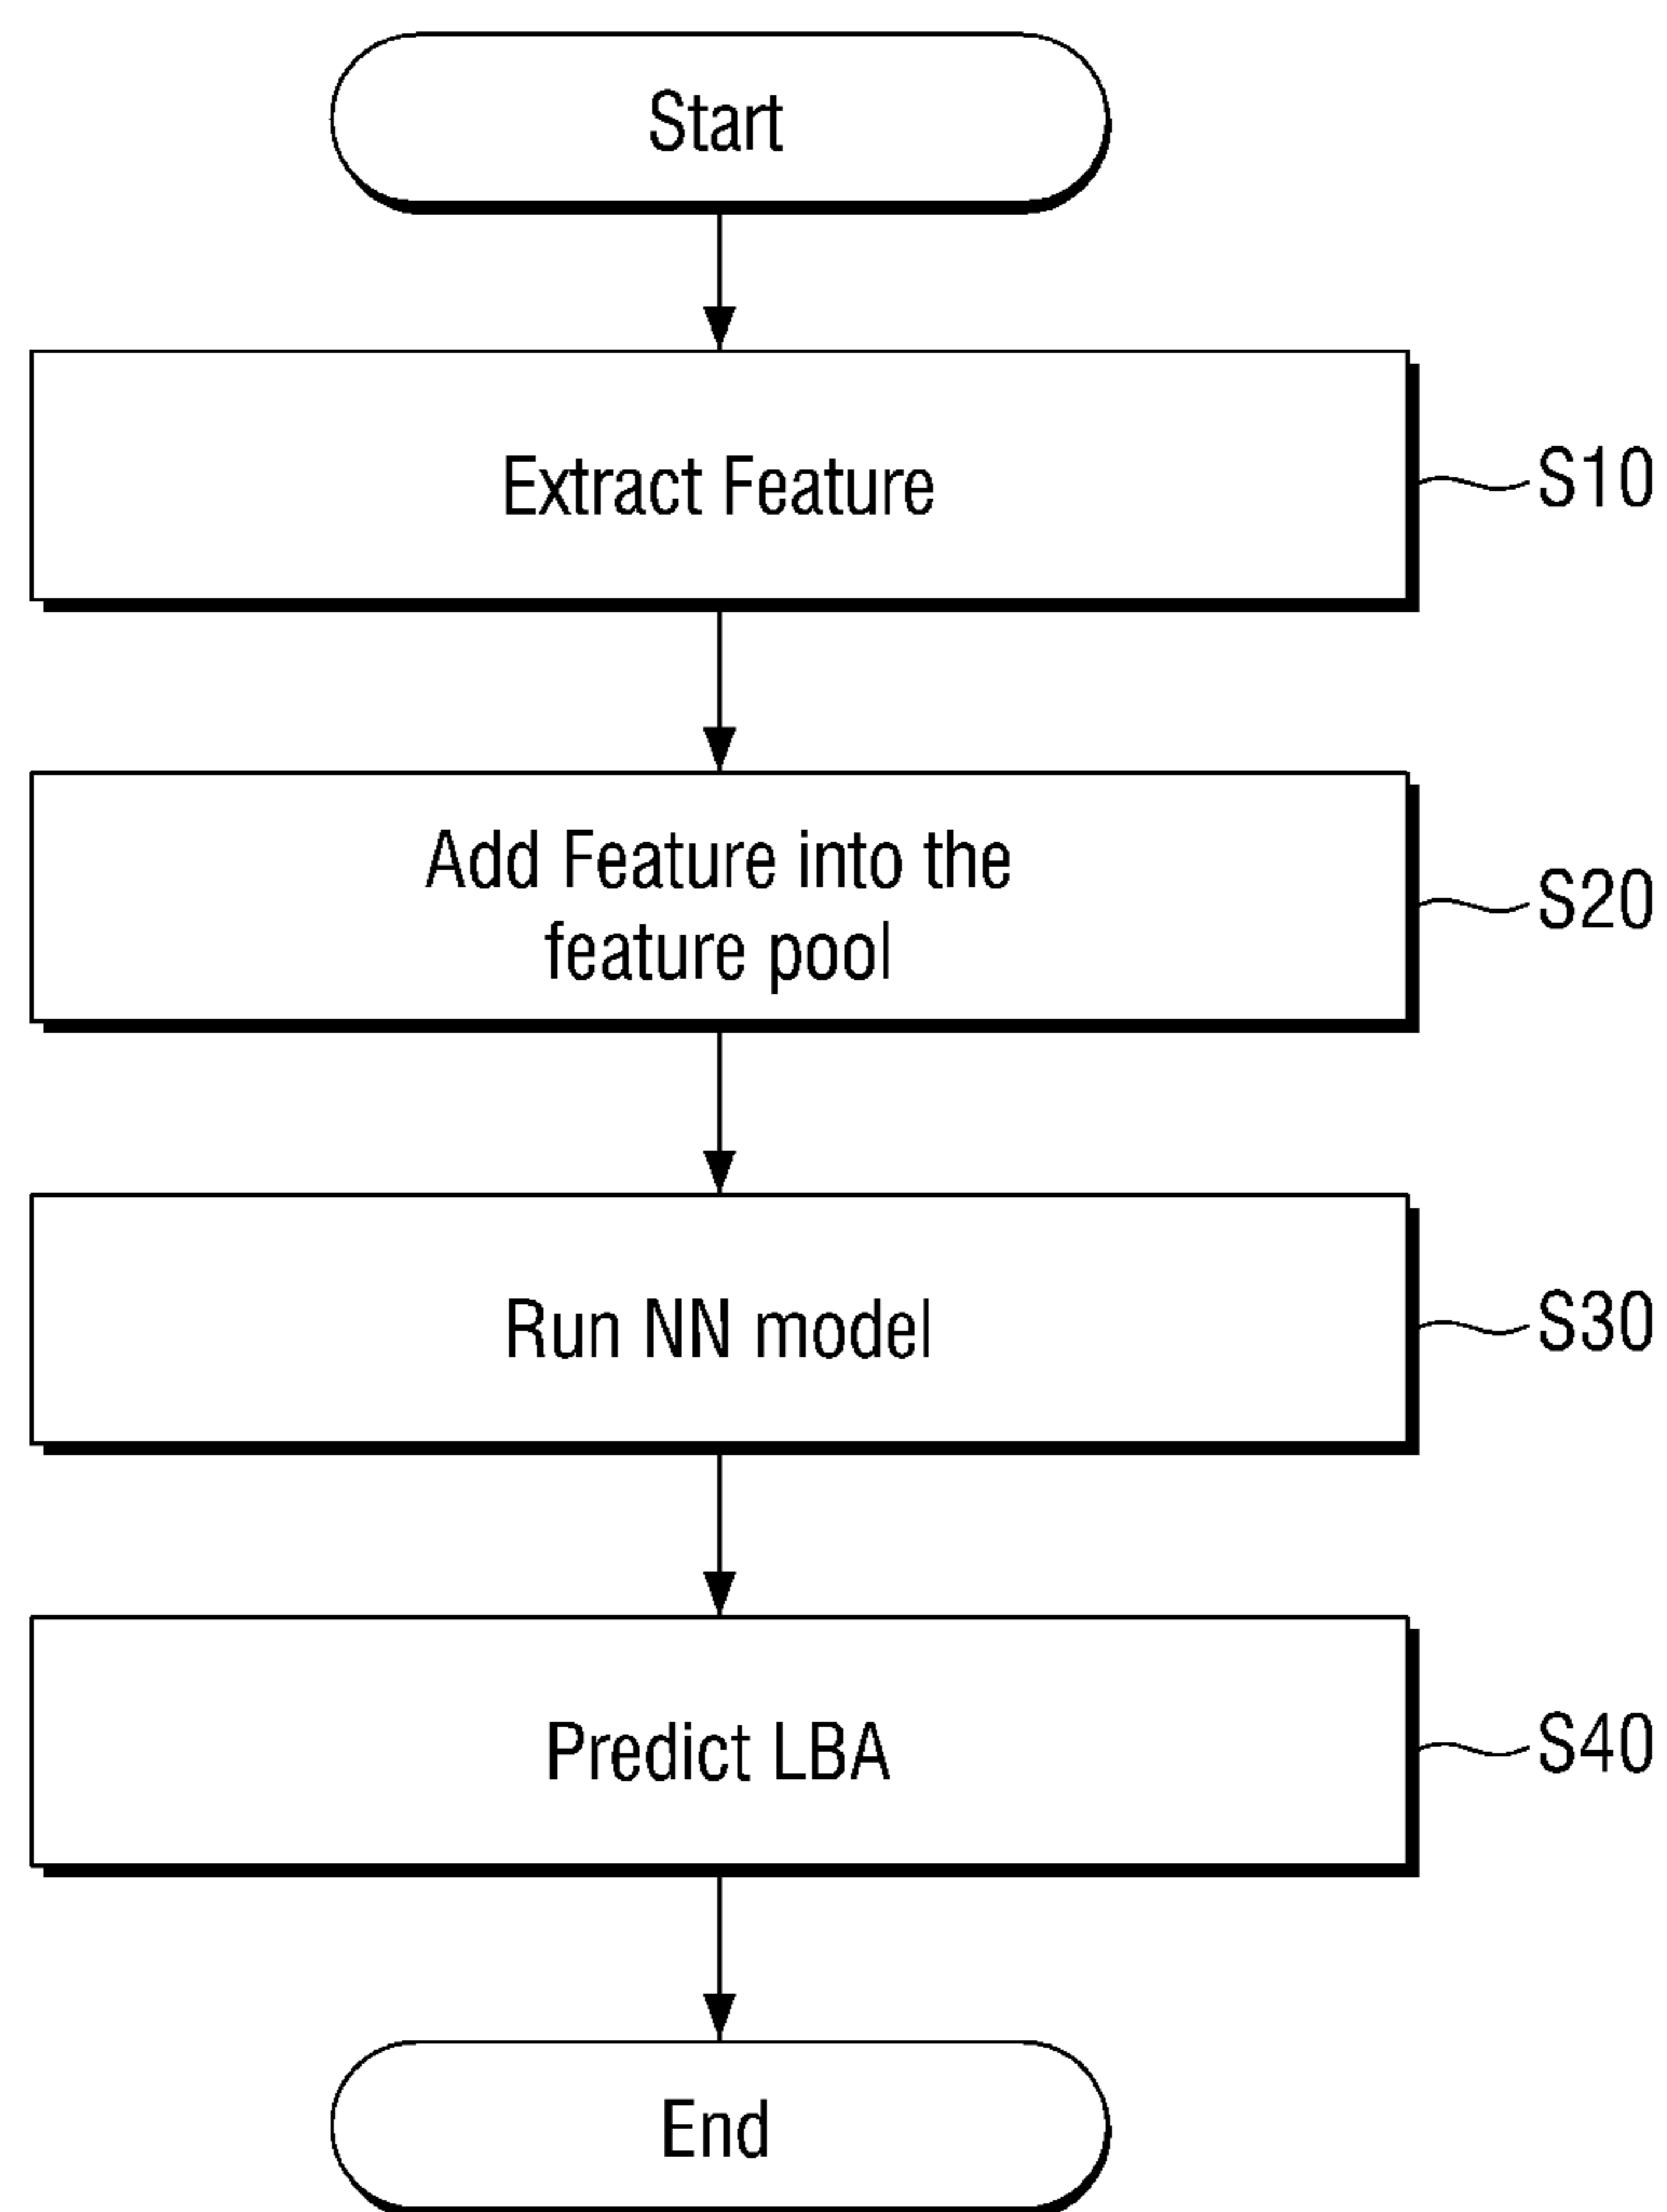 Start
Extract Feature
S10
Add Feature into the
feature pool
S20
Run NN model
S30
Predict LBA
S40
End